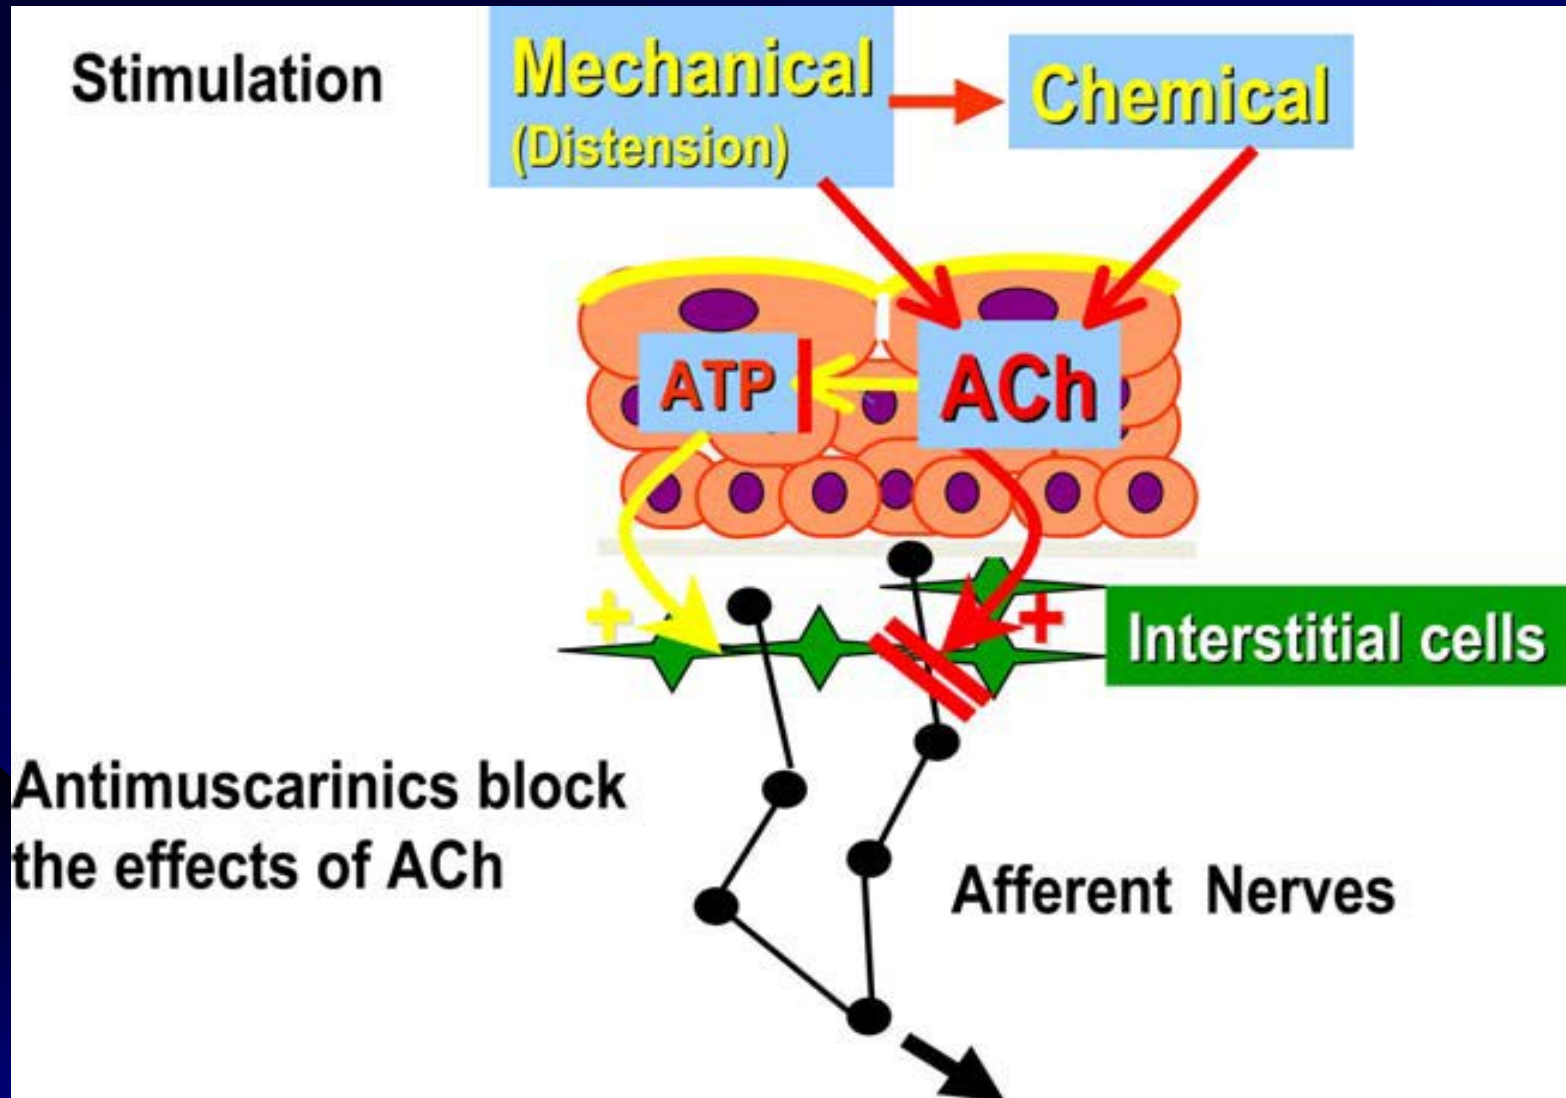 Stimulation
Mechanical
(Distension)
Chemical
ATP
ACh
+
+
Interstitial cells
Antimuscarinics block
the effects of ACh
Afferent Nerves